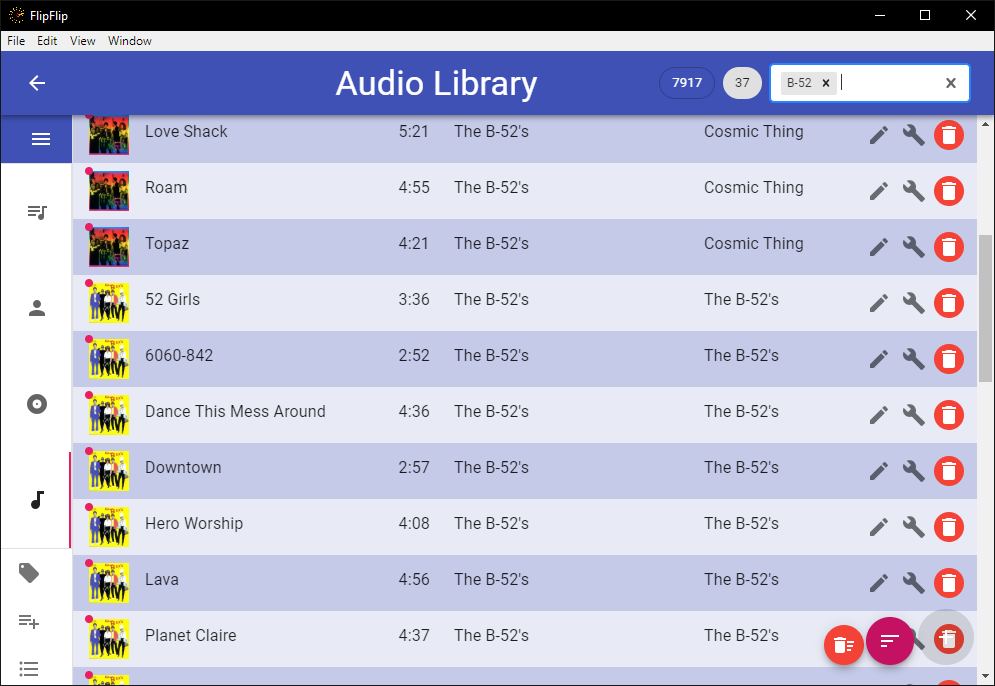 FlipFlip
File Edit View Window
Audio Library 7917 37 B-52
Love Shack 5:21 The B-52's Cosmic Thing
Roam 4:55 The B-52's Cosmic Thing
Topaz 4:21 The B-52's Cosmic Thing
52 Girls 3:36 The B-52's The B-52's
6060-842 2:52 The B-52's The B-52's
Dance This Mess Around 4:36 The B-52's The B-52's
Downtown 2:57 The B-52's The B-52's
Hero Worship 4:08 The B-52's The B-52's
Lava 4:56 The B-52's The B-52's
Planet Claire 4:37 The B-52's The B-52's